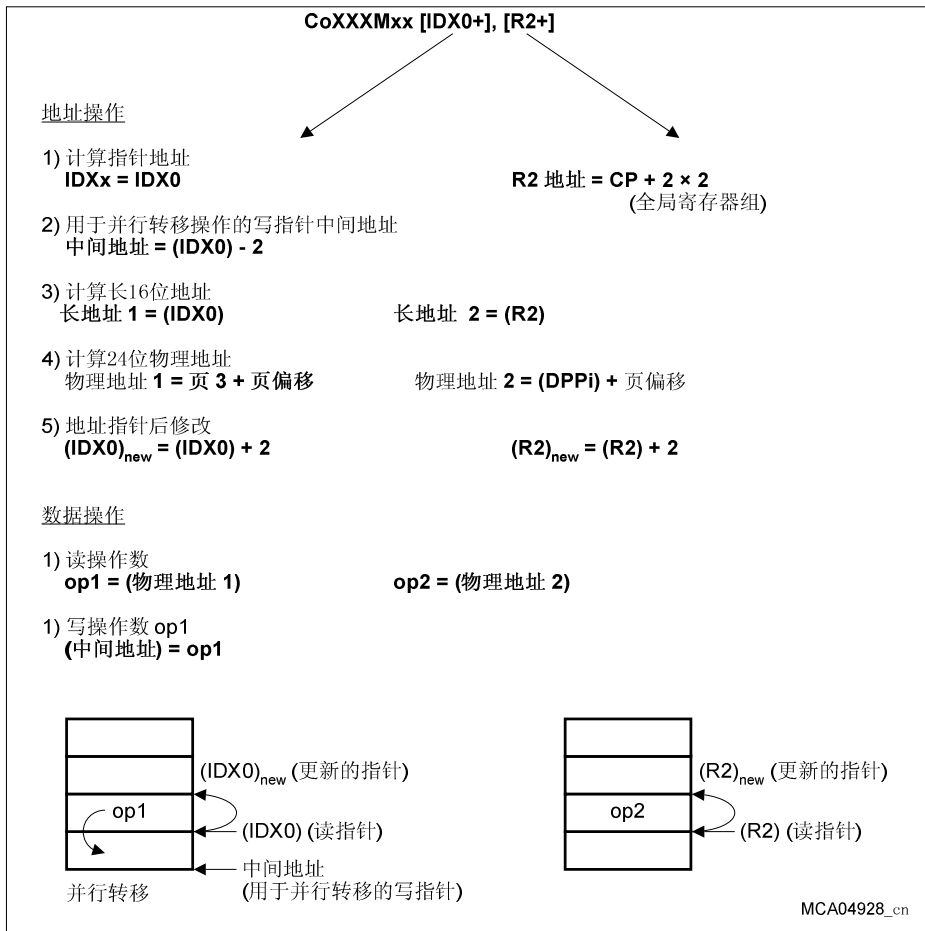 CoXXXMxx [IDX0+], [R2+]
地址操作
1) 计算指针地址
IDXx = IDX0
R2 地址 = CP + 2 × 2
(全局寄存器组)
2) 用于并行转移操作的写指针中间地址
中间地址 = (IDX0) - 2
3) 计算长16位地址
长地址 1 = (IDX0)
长地址 2 = (R2)
4) 计算24位物理地址
物理地址 1 = 页 3 + 页偏移
物理地址 2 = (DPPi) + 页偏移
5) 地址指针后修改
(IDX0)new = (IDX0) + 2
(R2)new = (R2) + 2
数据操作
1) 读操作数
op1 = (物理地址 1)
op2 = (物理地址 2)
1) 写操作数 op1
(中间地址) = op1
(IDX0)new (更新的指针)
op1
(IDX0) (读指针)
中间地址
(用于并行转移的写指针)
并行转移
(R2)new (更新的指针)
op2
(R2) (读指针)
MCA04928_cn